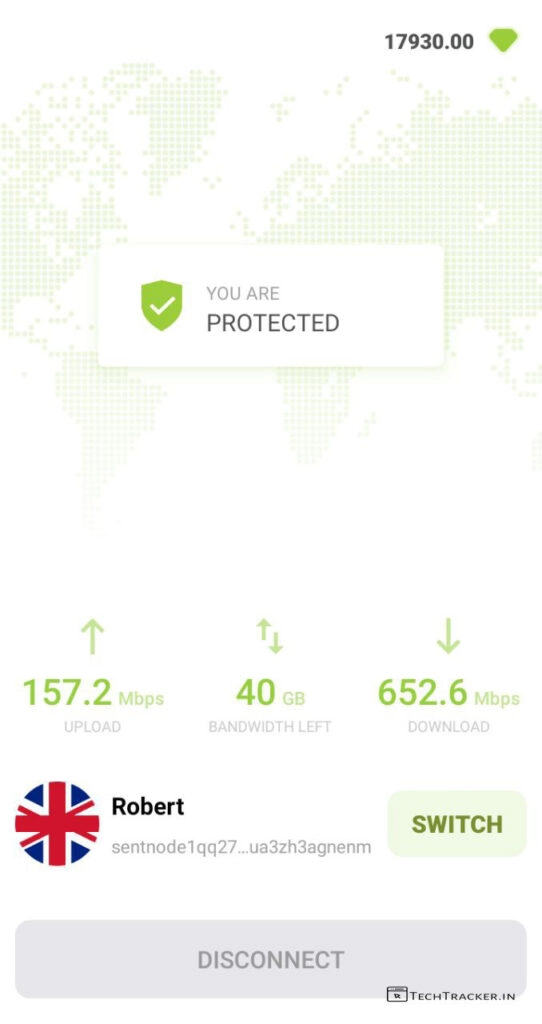 17930.00
YOU ARE
PROTECTED
157.2 Mbps
UPLOAD
40 GB
BANDWIDTH LEFT
652.6 Mbps
DOWNLOAD
Robert
sentnode1qq27...ua3zh3agnenm
SWITCH
DISCONNECT
TECHTRACKER.IN